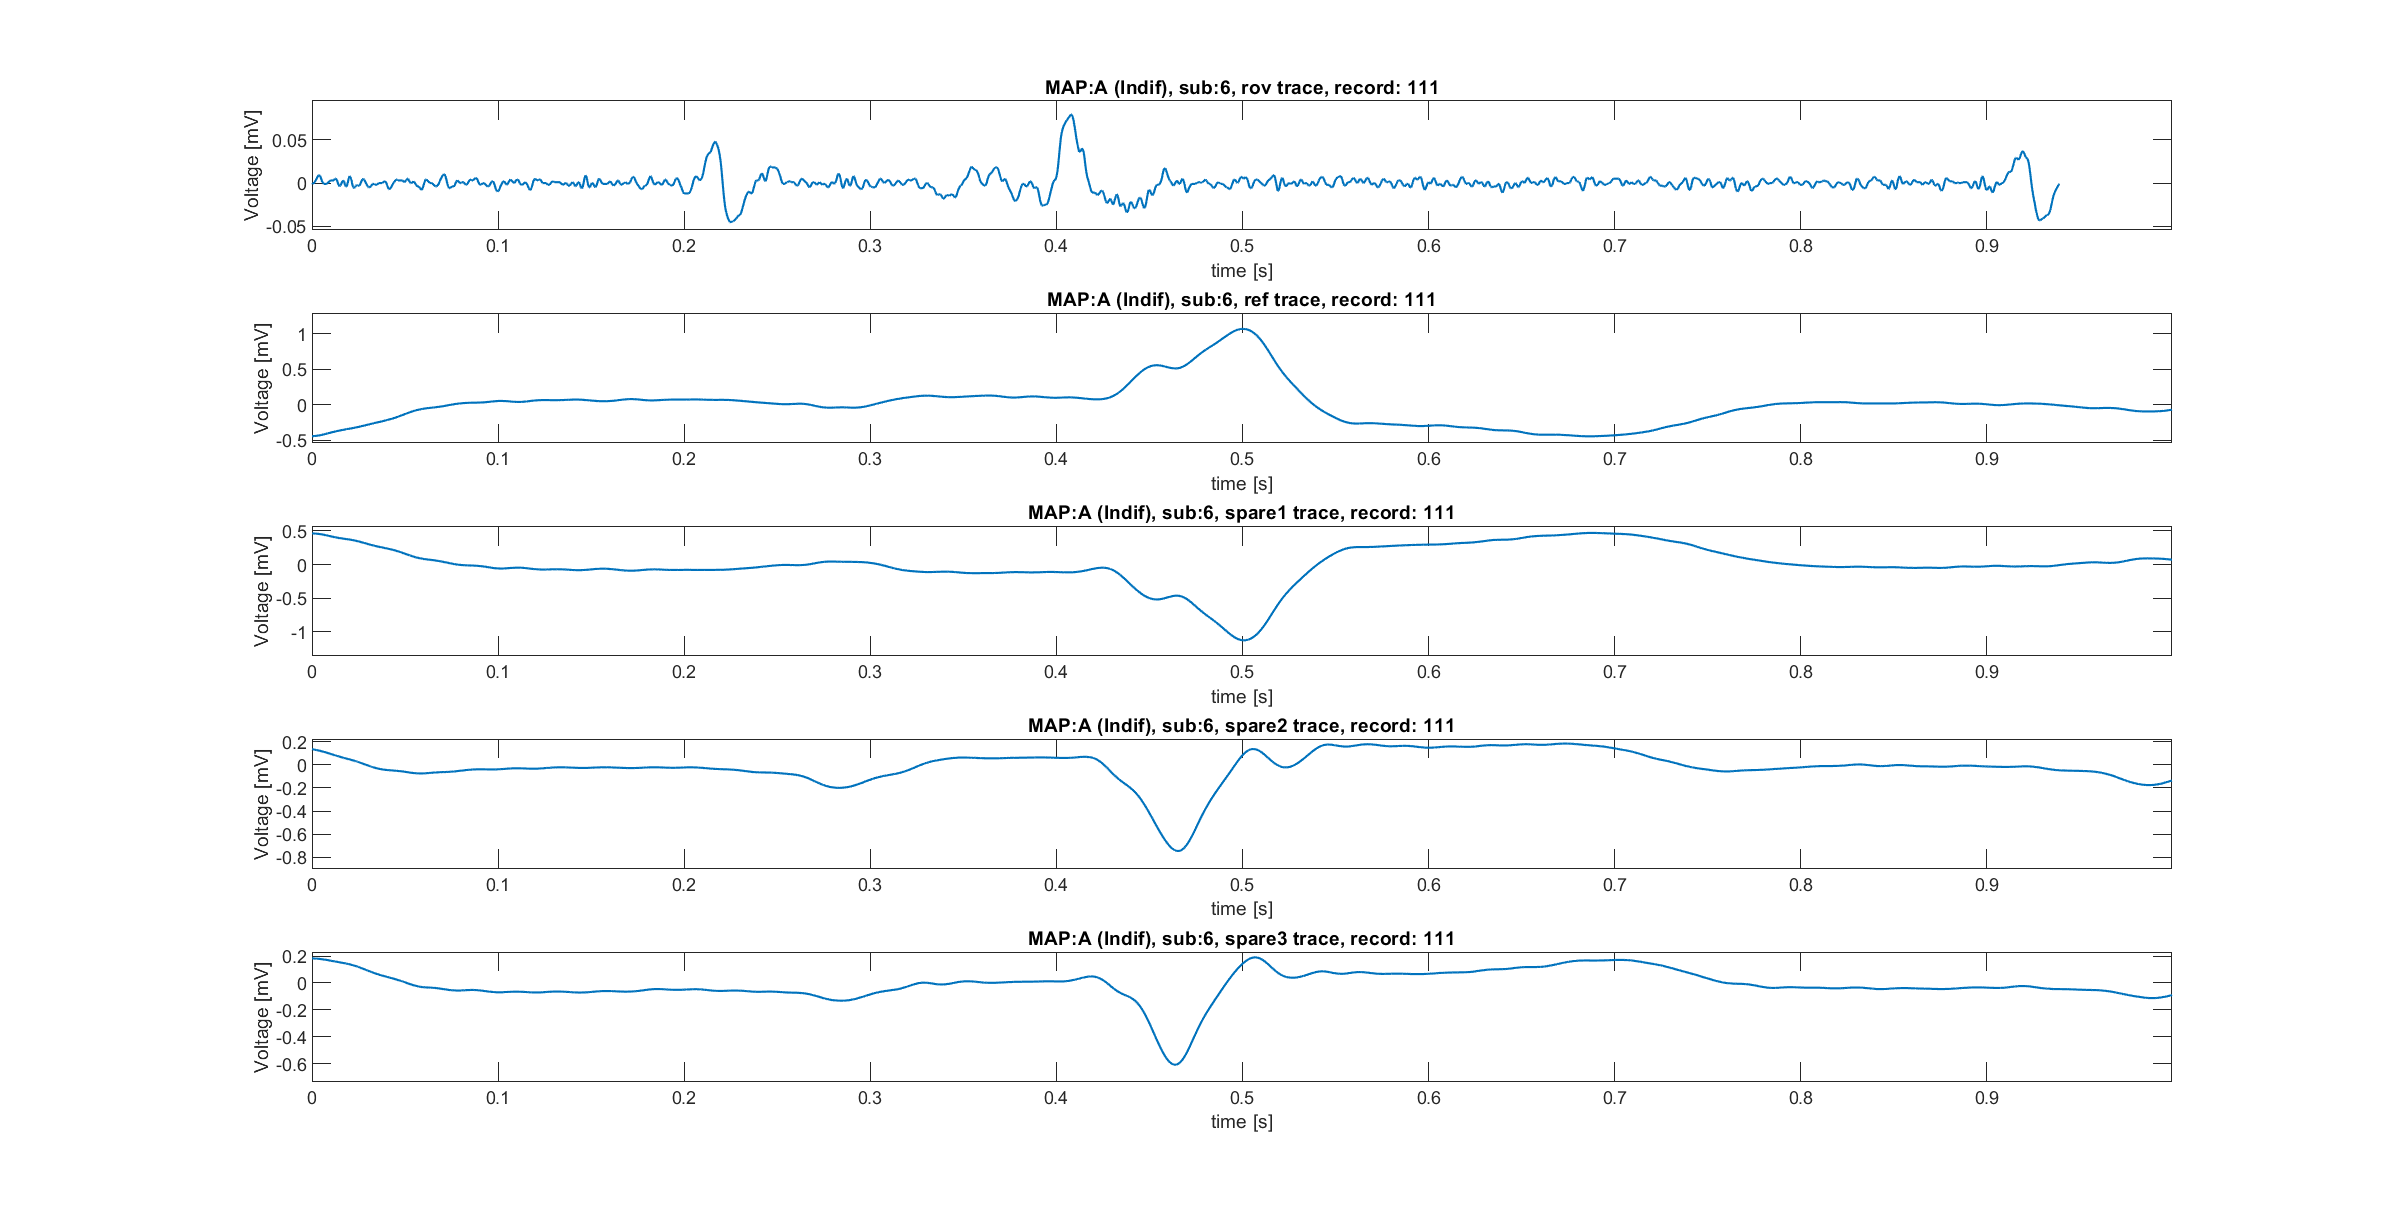 MAP:A (Indif), sub:6, rov trace, record: 111
Voltage [mV]
0.05
0
-0.05
0 0.1 0.2 0.3 0.4 0.5 0.6 0.7 0.8 0.9
time [s]
MAP:A (Indif), sub:6, ref trace, record: 111
Voltage [mV]
1
0.5
0
-0.5
0 0.1 0.2 0.3 0.4 0.5 0.6 0.7 0.8 0.9
time [s]
MAP:A (Indif), sub:6, spare1 trace, record: 111
Voltage [mV]
0.5
0
-0.5
-1
0 0.1 0.2 0.3 0.4 0.5 0.6 0.7 0.8 0.9
time [s]
MAP:A (Indif), sub:6, spare2 trace, record: 111
Voltage [mV]
0.2
0
-0.2
-0.4
-0.6
-0.8
0 0.1 0.2 0.3 0.4 0.5 0.6 0.7 0.8 0.9
time [s]
MAP:A (Indif), sub:6, spare3 trace, record: 111
Voltage [mV]
0.2
0
-0.2
-0.4
-0.6
0 0.1 0.2 0.3 0.4 0.5 0.6 0.7 0.8 0.9
time [s]